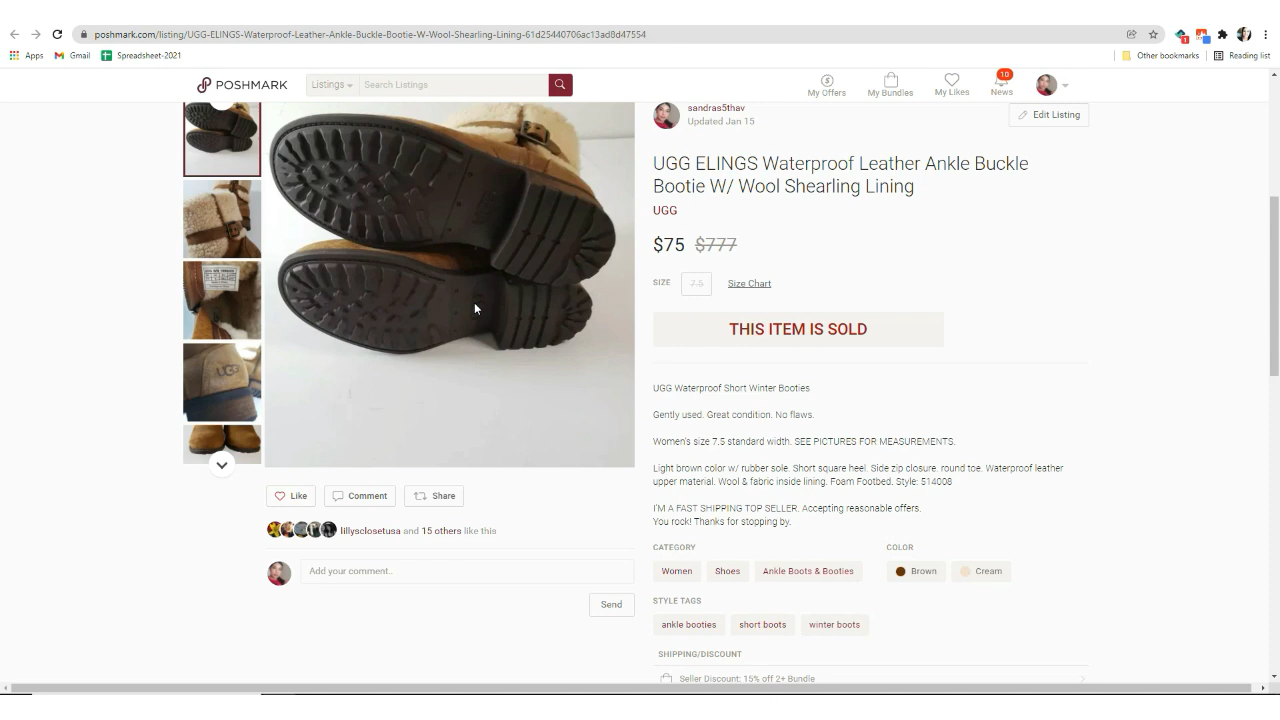 poshmark.com/listing/UGG-ELINGS-Waterproof-Leather-Ankle-Buckle-Bootie-W-Wool-Shearling-Lining-61d25440706ac13ad8d47554
Apps Gmail Spreadsheet-2021 Other bookmarks Reading list
POSHMARK Listings Search Listings My Offers My Bundles My Likes 10 News
sandras5thav
Updated Jan 15
Edit Listing
UGG ELINGS Waterproof Leather Ankle Buckle
Bootie W/ Wool Shearling Lining
UGG
$75 $777
SIZE 7.5 Size Chart
THIS ITEM IS SOLD
UGG Waterproof Short Winter Booties
Gently used. Great condition. No flaws.
Women's size 7.5 standard width. SEE PICTURES FOR MEASUREMENTS.
Light brown color w/ rubber sole. Short square heel. Side zip closure. round toe. Waterproof leather
upper material. Wool & fabric inside lining. Foam Footbed. Style: 514008
I'M A FAST SHIPPING TOP SELLER. Accepting reasonable offers.
You rock! Thanks for stopping by.
CATEGORY COLOR
Women Shoes Ankle Boots & Booties Brown Cream
STYLE TAGS
ankle booties short boots winter boots
SHIPPING/DISCOUNT
Seller Discount: 15% off 2+ Bundle
UGG
Like Comment Share
lillysclosetusa and 15 others like this
Add your comment..
Send